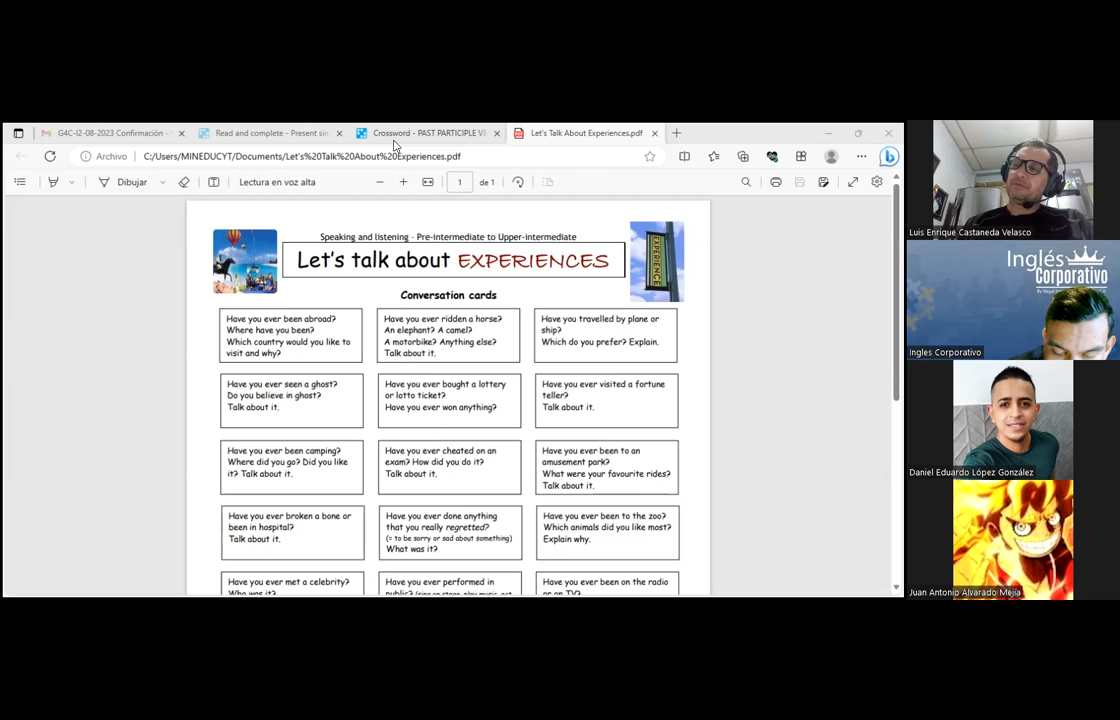 G4C-I2-08-2023 Confirmación -
Read and complete - Present sim
Crossword - PAST PARTICIPLE VE
Let's Talk About Experiences.pdf
Archivo
C:/Users/MINEDUCYT/Documents/Let's%20Talk%20About%20Experiences.pdf
Dibujar
Lectura en voz alta
1
de 1
Speaking and listening - Pre-intermediate to Upper-intermediate
Let's talk about EXPERIENCES
EXPERIENCE
Conversation cards
Have you ever been abroad?
Where have you been?
Which country would you like to
visit and why?
Have you ever ridden a horse?
An elephant? A camel?
A motorbike? Anything else?
Talk about it.
Have you travelled by plane or
ship?
Which do you prefer? Explain.
Have you ever seen a ghost?
Do you believe in ghost?
Talk about it.
Have you ever bought a lottery
or lotto ticket?
Have you ever won anything?
Have you ever visited a fortune
teller?
Talk about it.
Have you ever been camping?
Where did you go? Did you like
it? Talk about it.
Have you ever cheated on an
exam? How did you do it?
Talk about it.
Have you ever been to an
amusement park?
What were your favourite rides?
Talk about it.
Have you ever broken a bone or
been in hospital?
Talk about it.
Have you ever done anything
that you really regretted?
(= to be sorry or sad about something)
What was it?
Have you ever been to the zoo?
Which animals did you like most?
Explain why.
Have you ever met a celebrity?
Who was it?
Have you ever performed in
public?
Have you ever been on the radio
or on TV?
Luis Enrique Castaneda Velasco
Inglés
Corporativo
Ingles Corporativo
Daniel Eduardo López González
Juan Antonio Alvarado Mejía